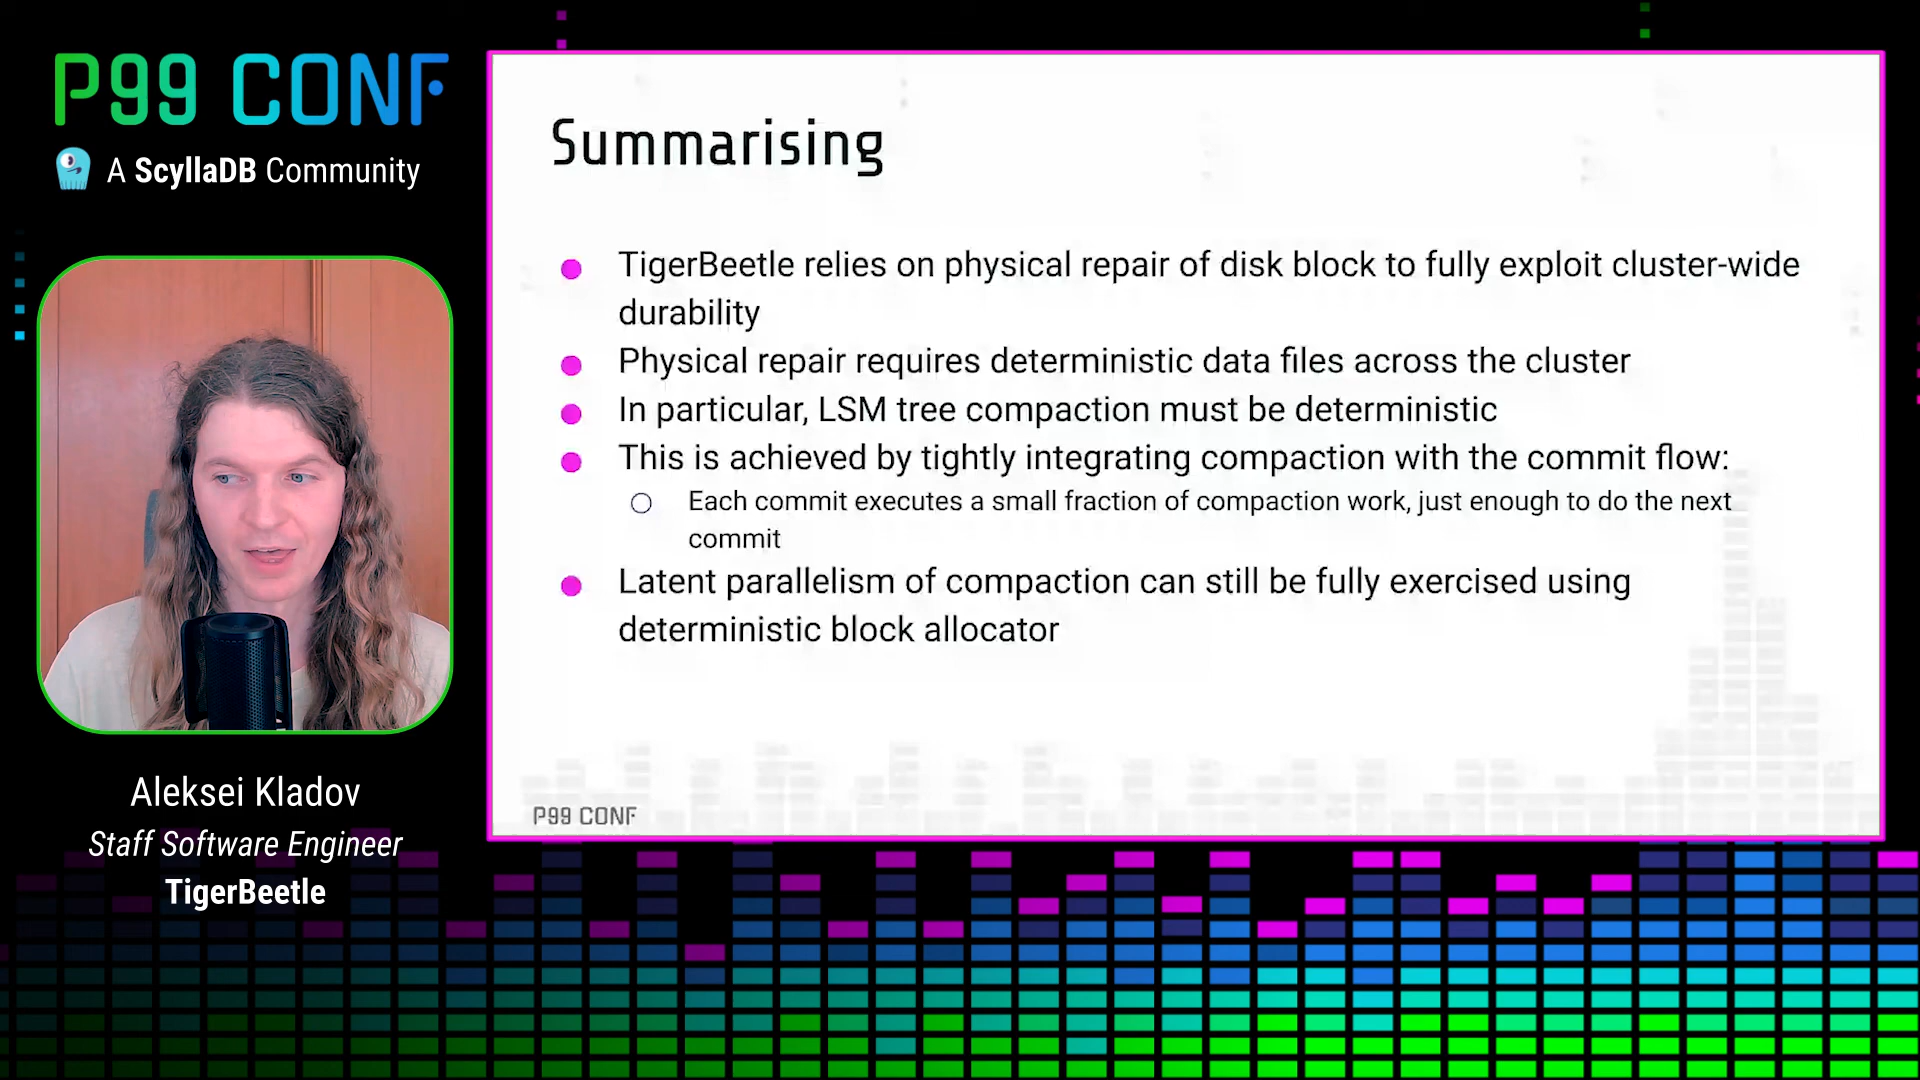 P99 CONF
A ScyllaDB Community
Summarising
TigerBeetle relies on physical repair of disk block to fully exploit cluster-wide
durability
Physical repair requires deterministic data files across the cluster
In particular, LSM tree compaction must be deterministic
This is achieved by tightly integrating compaction with the commit flow:
Each commit executes a small fraction of compaction work, just enough to do the next
commit
Latent parallelism of compaction can still be fully exercised using
deterministic block allocator
P99 CONF
Aleksei Kladov
Staff Software Engineer
TigerBeetle